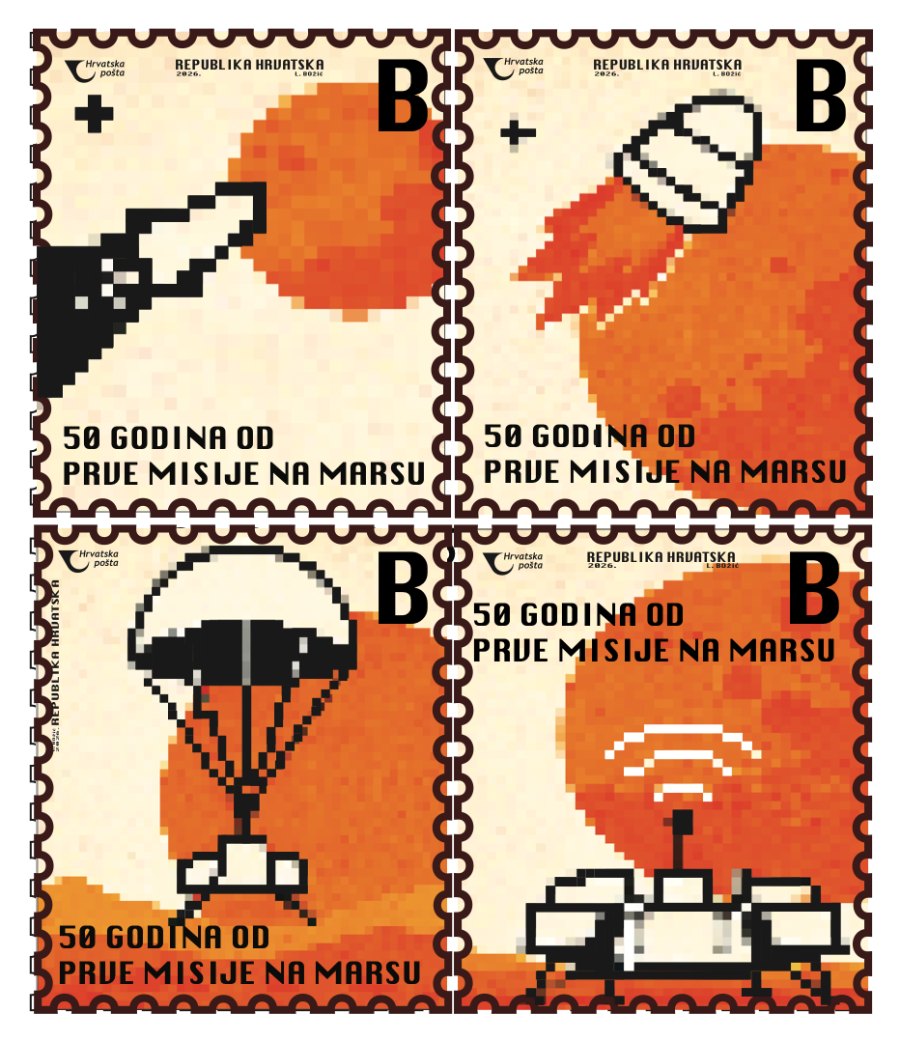 Hrvatska
pošta
REPUBLIKA HRVATSKA
2026. L. BOŽIĆ
B
50 GODINA OD
PRVE MISIJE NA MARSU
Hrvatska
pošta
REPUBLIKA HRVATSKA
2026. L. BOŽIĆ
B
50 GODINA OD
PRVE MISIJE NA MARSU
Hrvatska
pošta
REPUBLIKA HRVATSKA
2026.
B
50 GODINA OD
PRVE MISIJE NA MARSU
Hrvatska
pošta
REPUBLIKA HRVATSKA
2026. L. BOŽIĆ
B
50 GODINA OD
PRVE MISIJE NA MARSU